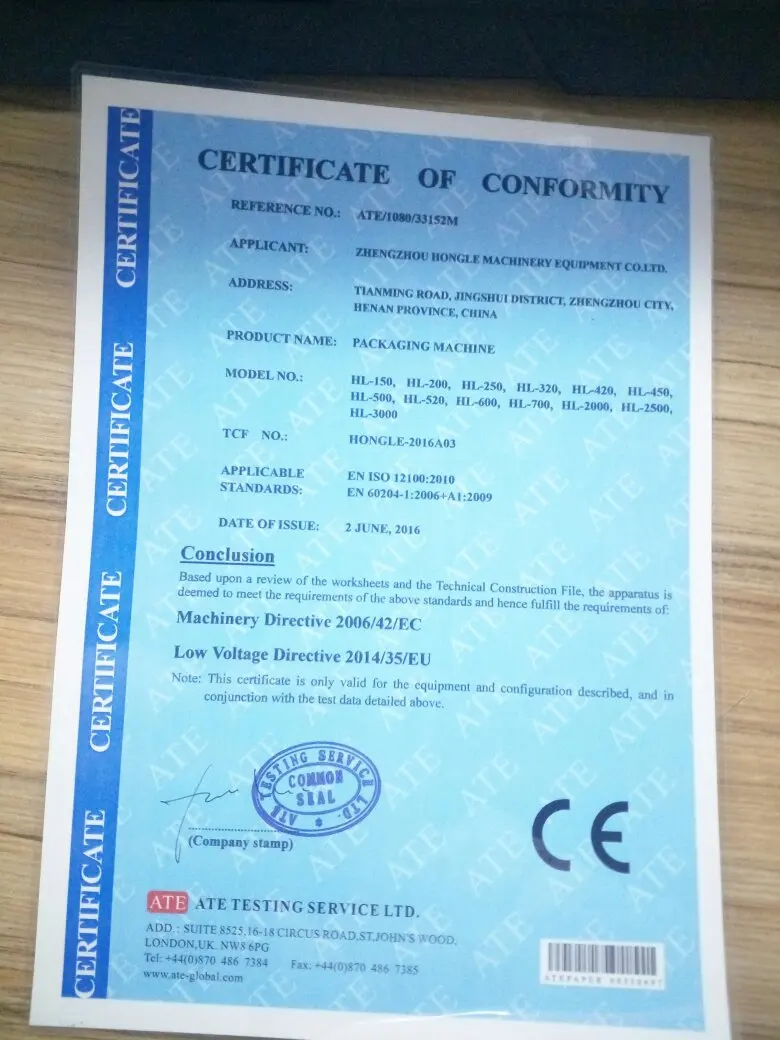 CERTIFICATE OF CONFORMITY
REFERENCE NO.: ATE/1080/33152M
APPLICANT: ZHENGZHOU HONGLE MACHINERY EQUIPMENT CO.LTD.
ADDRESS: TIANMING ROAD, JINGSHUI DISTRICT, ZHENGZHOU CITY,
HENAN PROVINCE, CHINA
PRODUCT NAME: PACKAGING MACHINE
MODEL NO.: HL-150, HL-200, HL-250, HL-320, HL-420, HL-450,
HL-500, HL-520, HL-600, HL-700, HL-2000, HL-2500,
HL-3000
TCF NO.: HONGLE-2016A03
APPLICABLE EN ISO 12100:2010
STANDARDS: EN 60204-1:2006+A1:2009
DATE OF ISSUE: 2 JUNE, 2016
Conclusion
Based upon a review of the worksheets and the Technical Construction File, the apparatus is
deemed to meet the requirements of the above standards and hence fulfill the requirements of:
Machinery Directive 2006/42/EC
Low Voltage Directive 2014/35/EU
Note: This certificate is only valid for the equipment and configuration described, and in
conjunction with the test data detailed above.
ATE TESTING SERVICE LTD.
COMMON
SEAL
(Company stamp)
CE
ATE ATE TESTING SERVICE LTD.
ADD.: SUITE 8525,16-18 CIRCUS ROAD,ST.JOHN'S WOOD,
LONDON,UK. NW8 6PG
Tel: +44(0)870 486 7384 Fax: +44(0)870 486 7385
www.ate-global.com
ATEPAPER
CERTIFICATE
CERTIFICATE
CERTIFICATE
CERTIFICATE